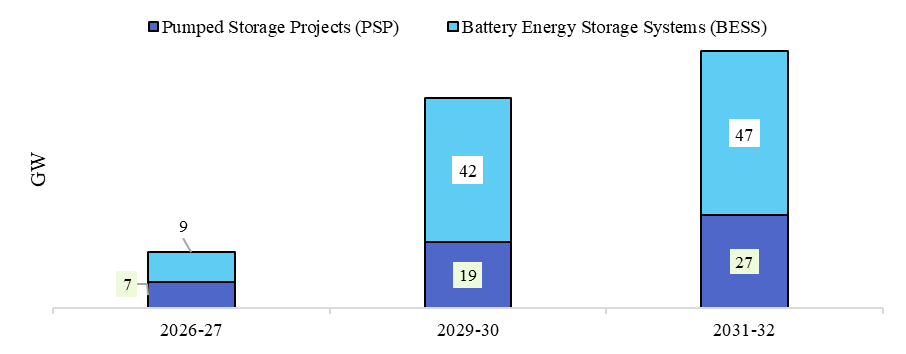 Pumped Storage Projects (PSP) Battery Energy Storage Systems (BESS)
GW
9
7
42
19
47
27
2026-27 2029-30 2031-32